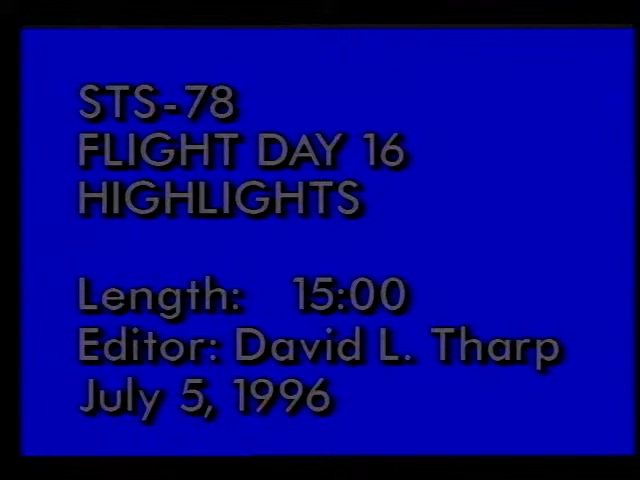 STS-78
FLIGHT DAY 16
HIGHLIGHTS
Length: 15:00
Editor: David L. Tharp
July 5, 1996